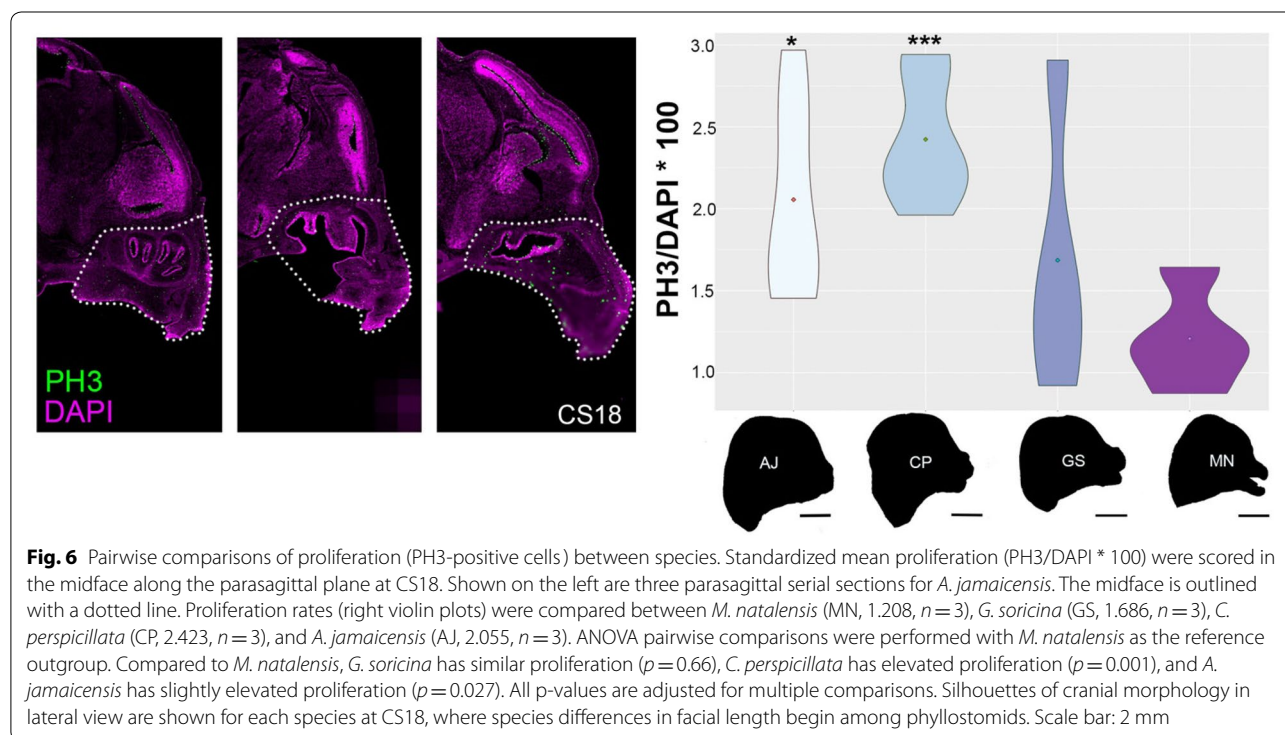 PH3
DAPI
CS18
PH3/DAPI * 100
3.0
2.5
2.0
1.5
1.0
*
***
AJ
CP
GS
MN
Fig. 6 Pairwise comparisons of proliferation (PH3-positive cells) between species. Standardized mean proliferation (PH3/DAPI * 100) were scored in
the midface along the parasagittal plane at CS18. Shown on the left are three parasagittal serial sections for A. jamaicensis. The midface is outlined
with a dotted line. Proliferation rates (right violin plots) were compared between M. natalensis (MN, 1.208, n = 3), G. soricina (GS, 1.686, n = 3), C.
perspicillata (CP, 2.423, n = 3), and A. jamaicensis (AJ, 2.055, n = 3). ANOVA pairwise comparisons were performed with M. natalensis as the reference
outgroup. Compared to M. natalensis, G. soricina has similar proliferation (p = 0.66), C. perspicillata has elevated proliferation (p = 0.001), and A.
jamaicensis has slightly elevated proliferation (p = 0.027). All p-values are adjusted for multiple comparisons. Silhouettes of cranial morphology in
lateral view are shown for each species at CS18, where species differences in facial length begin among phyllostomids. Scale bar: 2 mm